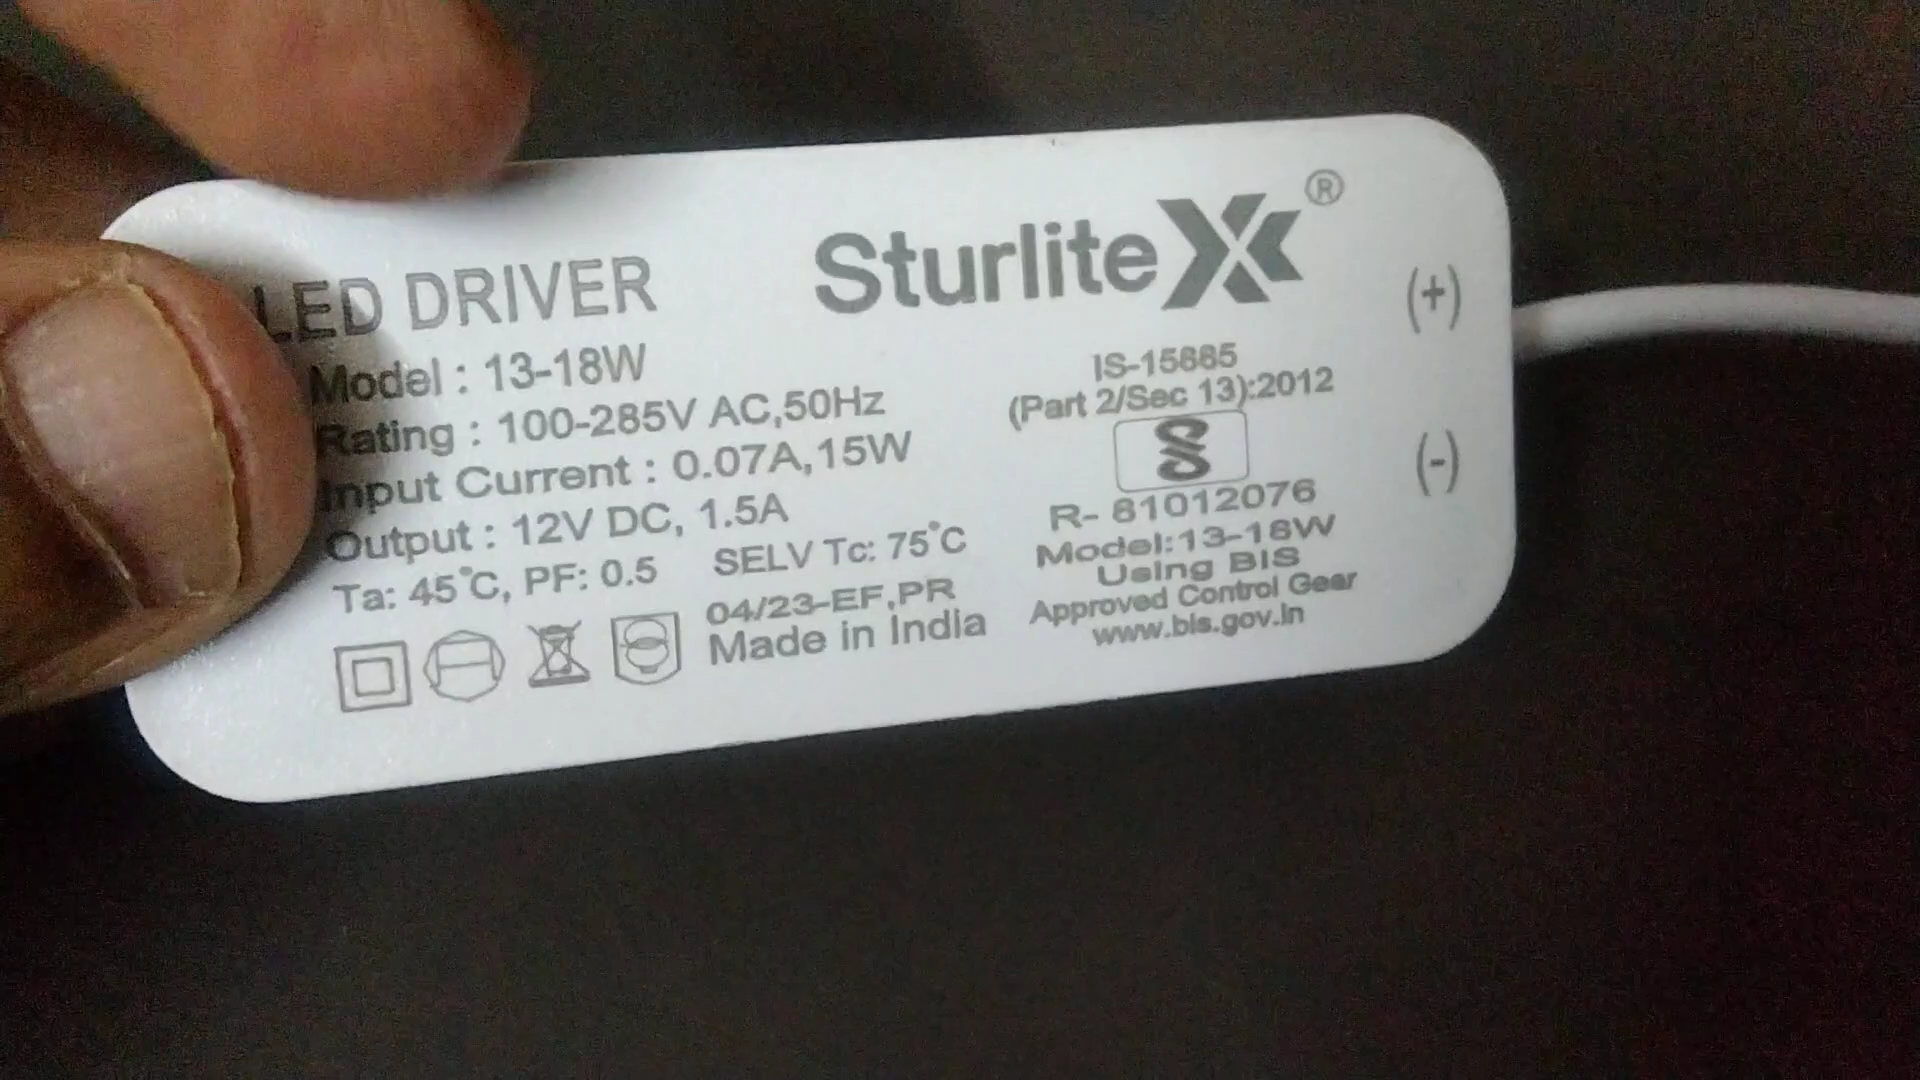 LED DRIVER
Model : 13-18W
Rating : 100-285V AC,50Hz
Input Current : 0.07A,15W
Output : 12V DC, 1.5A
Ta: 45°C, PF: 0.5 SELV Tc: 75°C
04/23-EF,PR
Made in India
SturliteX®
IS-15885
(Part 2/Sec 13):2012
R- 81012076
Model:13-18W
Using BIS
Approved Control Gear
www.bis.gov.in
(+)
(-)